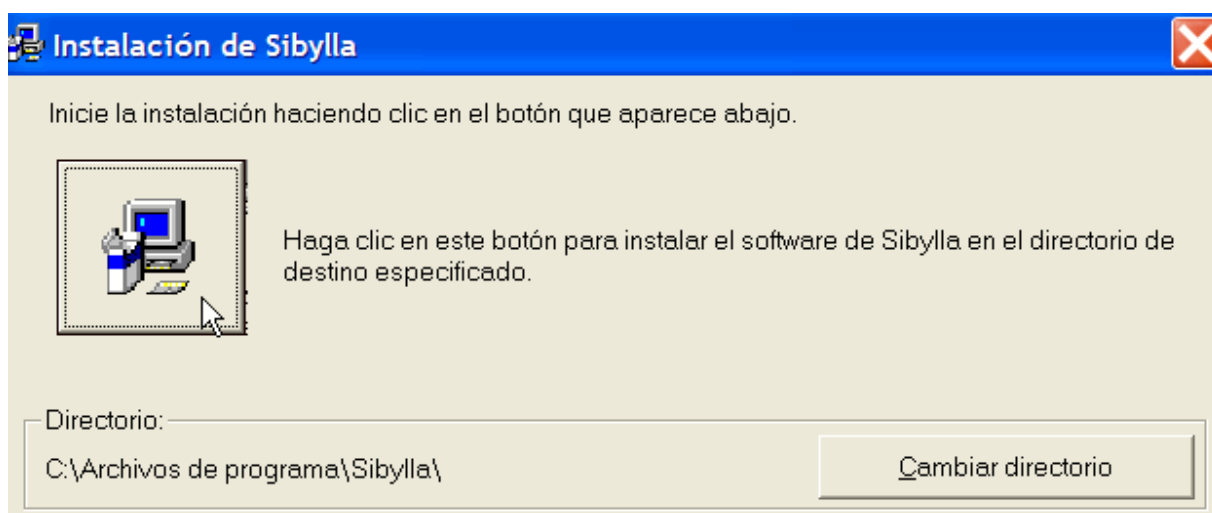 Instalación de Sibylla
Inicie la instalación haciendo clic en el botón que aparece abajo.
Haga clic en este botón para instalar el software de Sibylla en el directorio de
destino especificado.
Directorio:
C:\Archivos de programa\Sibylla\
Cambiar directorio